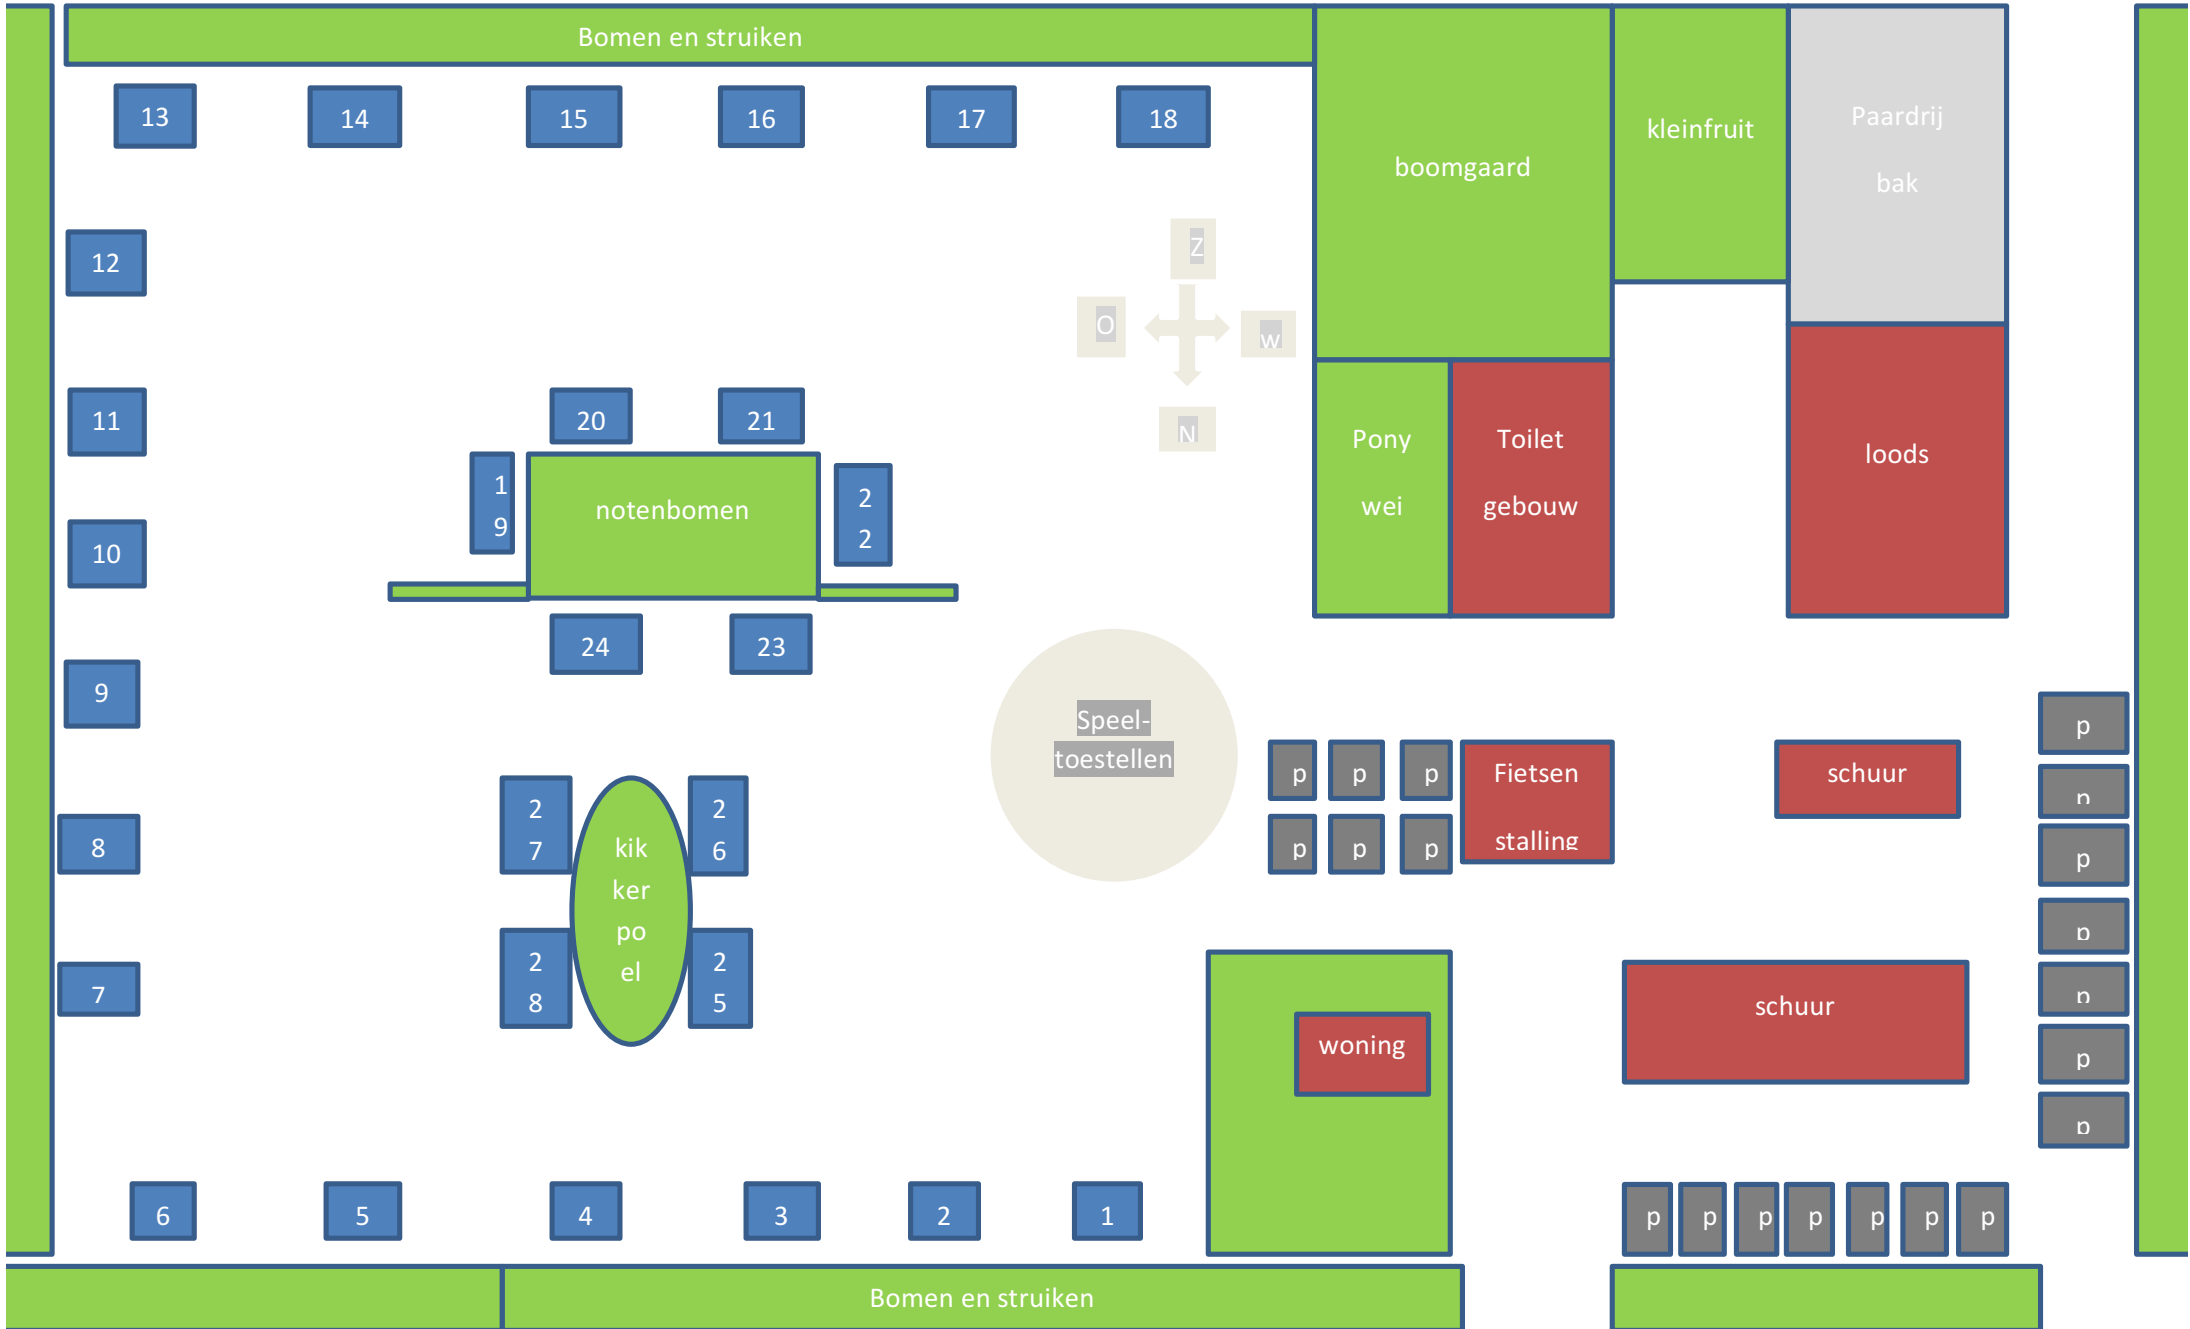 Bomen en struiken
13
14
15
16
17
18
boomgaard
kleinfruit
Paardrij
bak
12
Z
O
w
N
11
20
21
1
9
notenbomen
2
2
Pony
wei
Toilet
gebouw
loods
10
24
23
9
Speel-
toestellen
p
p
p
p
p
p
Fietsen
stalling
schuur
p
p
p
p
p
p
p
8
2
7
2
6
kik
ker
po
el
2
8
2
5
7
woning
schuur
6
5
4
3
2
1
p
p
p
p
p
p
p
Bomen en struiken